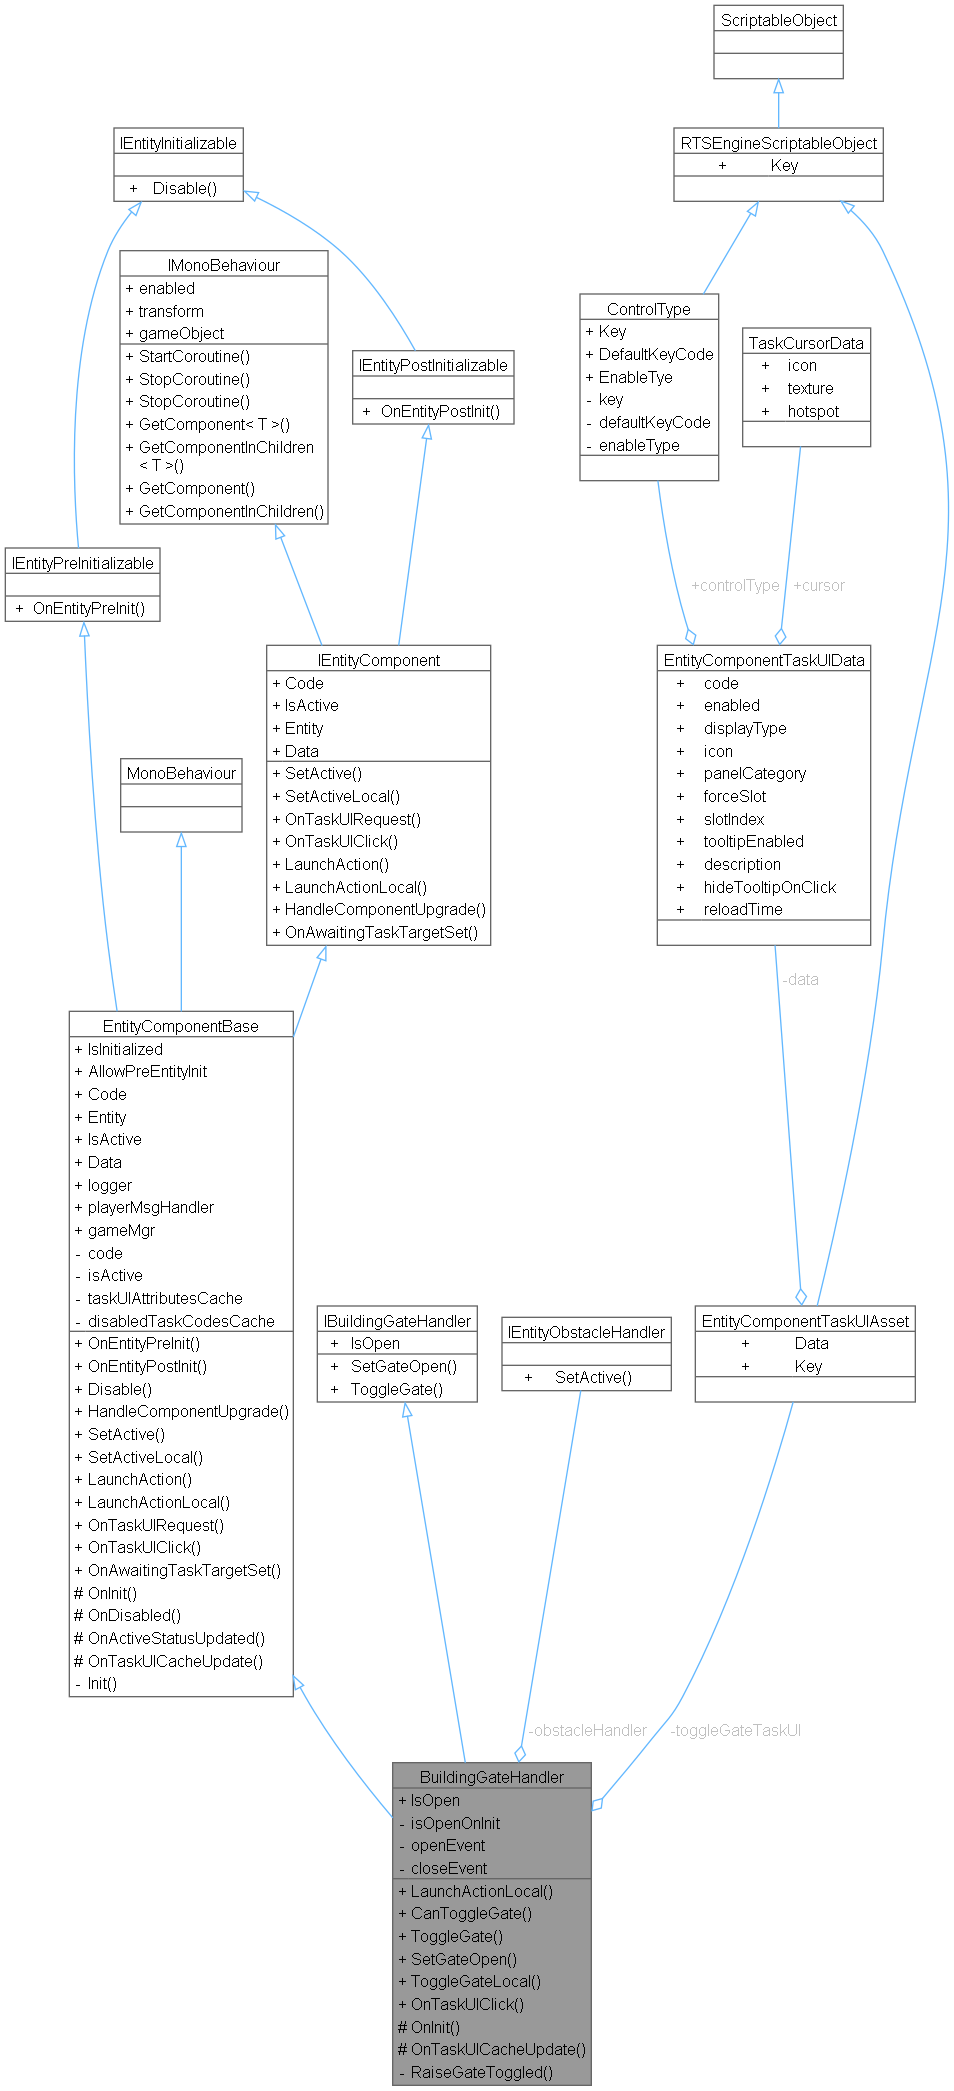 ScriptableObject
IEntityInitializable
+ Disable()
RTSEngineScriptableObject
+ Key
IMonoBehaviour
+ enabled
+ transform
+ gameObject
+ StartCoroutine()
+ StopCoroutine()
+ StopCoroutine()
+ GetComponent< T >()
+ GetComponentInChildren
< T >()
+ GetComponent()
+ GetComponentInChildren()
IEntityPostInitializable
+ OnEntityPostInit()
ControlType
+ Key
+ DefaultKeyCode
+ EnableTye
- key
- defaultKeyCode
- enableType
TaskCursorData
+ icon
+ texture
+ hotspot
IEntityPreInitializable
+ OnEntityPreInit()
+controlType
+cursor
MonoBehaviour
IEntityComponent
+ Code
+ IsActive
+ Entity
+ Data
+ SetActive()
+ SetActiveLocal()
+ OnTaskUIRequest()
+ OnTaskUIClick()
+ LaunchAction()
+ LaunchActionLocal()
+ HandleComponentUpgrade()
+ OnAwaitingTaskTargetSet()
EntityComponentTaskUIData
+ code
+ enabled
+ displayType
+ icon
+ panelCategory
+ forceSlot
+ slotIndex
+ tooltipEnabled
+ description
+ hideTooltipOnClick
+ reloadTime
-data
EntityComponentBase
+ IsInitialized
+ AllowPreEntityInit
+ Code
+ Entity
+ IsActive
+ Data
+ logger
+ playerMsgHandler
+ gameMgr
- code
- isActive
- taskUIAttributesCache
- disabledTaskCodesCache
+ OnEntityPreInit()
+ OnEntityPostInit()
+ Disable()
+ HandleComponentUpgrade()
+ SetActive()
+ SetActiveLocal()
+ LaunchAction()
+ LaunchActionLocal()
+ OnTaskUIRequest()
+ OnTaskUIClick()
+ OnAwaitingTaskTargetSet()
# OnInit()
# OnDisabled()
# OnActiveStatusUpdated()
# OnTaskUICacheUpdate()
- Init()
IBuildingGateHandler
+ IsOpen
+ SetGateOpen()
+ ToggleGate()
IEntityObstacleHandler
+ SetActive()
EntityComponentTaskUIAsset
+ Data
+ Key
-obstacleHandler
-toggleGateTaskUI
BuildingGateHandler
+ IsOpen
- isOpenOnInit
- openEvent
- closeEvent
+ LaunchActionLocal()
+ CanToggleGate()
+ ToggleGate()
+ SetGateOpen()
+ ToggleGateLocal()
+ OnTaskUIClick()
# OnInit()
# OnTaskUICacheUpdate()
- RaiseGateToggled()